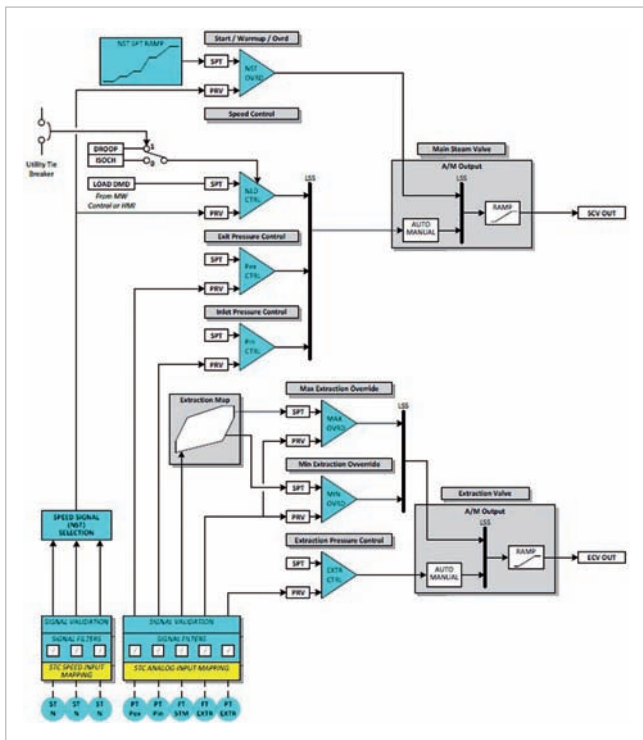 NST SPT RAMP
Start / Warmup / Ovrd
SPT
PRV
NST
OVRD
Speed Control
Utility Tie
Breaker
DROOP
ISOCH
LOAD DMD
From MW
Control or HMI
SPT
PRV
NLD
CTRL
LSS
Exit Pressure Control
SPT
PRV
Pex
CTRL
Inlet Pressure Control
SPT
PRV
Pin
CTRL
Main Steam Valve
A/M Output
LSS
AUTO
MANUAL
RAMP
SCV OUT
Extraction Map
Max Extraction Override
SPT
PRV
MAX
OVRD
LSS
Min Extraction Ovverride
SPT
PRV
MIN
OVRD
Extraction Pressure Control
SPT
PRV
EXTR
CTRL
Extraction Valve
A/M Output
LSS
AUTO
MANUAL
RAMP
ECV OUT
SPEED SIGNAL
(NST)
SELECTION
SIGNAL VALIDATION
SIGNAL FILTERS
STC SPEED INPUT
MAPPING
SIGNAL VALIDATION
SIGNAL FILTERS
STC ANALOG INPUT MAPPING
ST
N
ST
N
ST
N
PT
Pex
PT
Pin
FT
STM
FT
EXTR
PT
EXTR